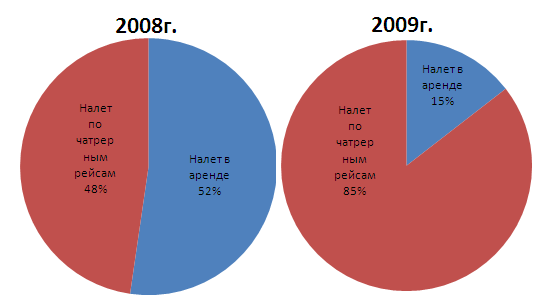 2008г.
Налет
по
чатрер
ным
рейсам
48%
Налет в
аренде
52%
2009г.
Налет
по
чатрер
ным
рейсам
85%
Налет в
аренде
15%